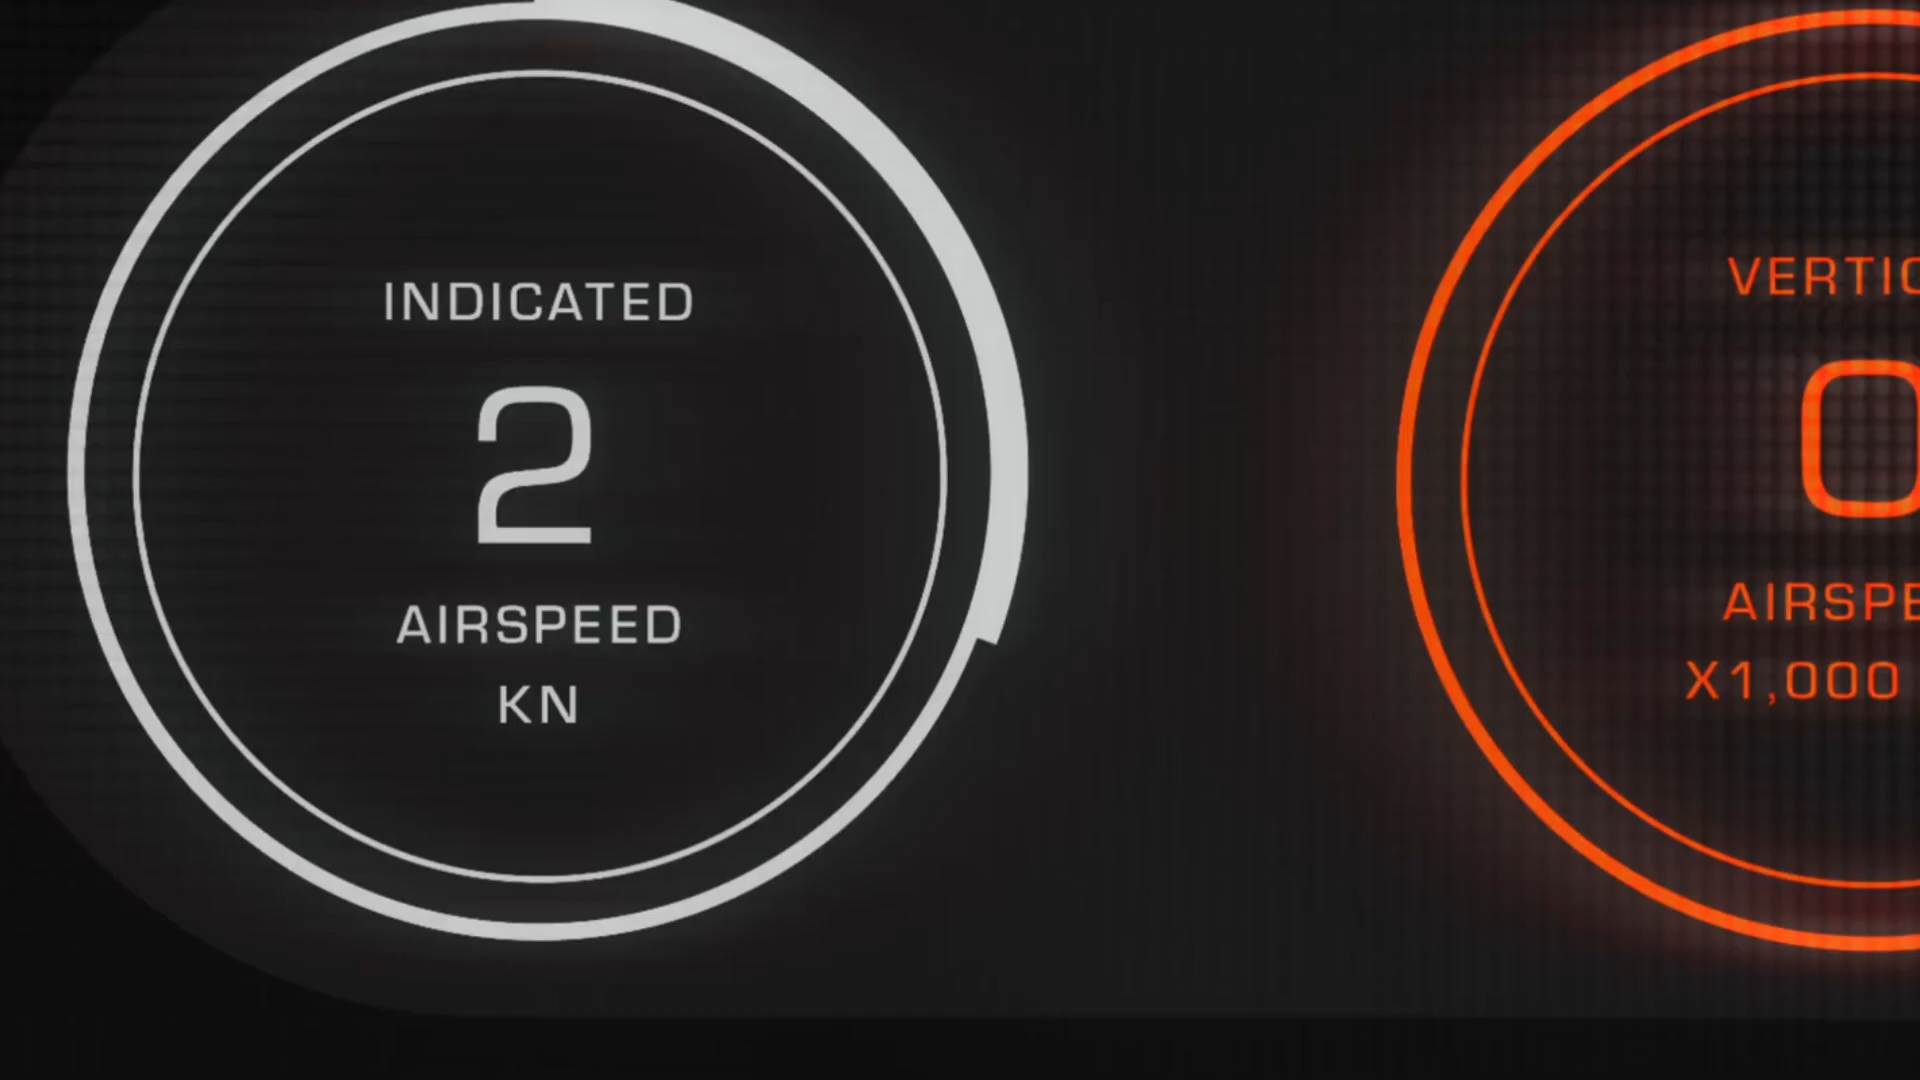 INDICATED
2
AIRSPEED
KN
0
X1,000